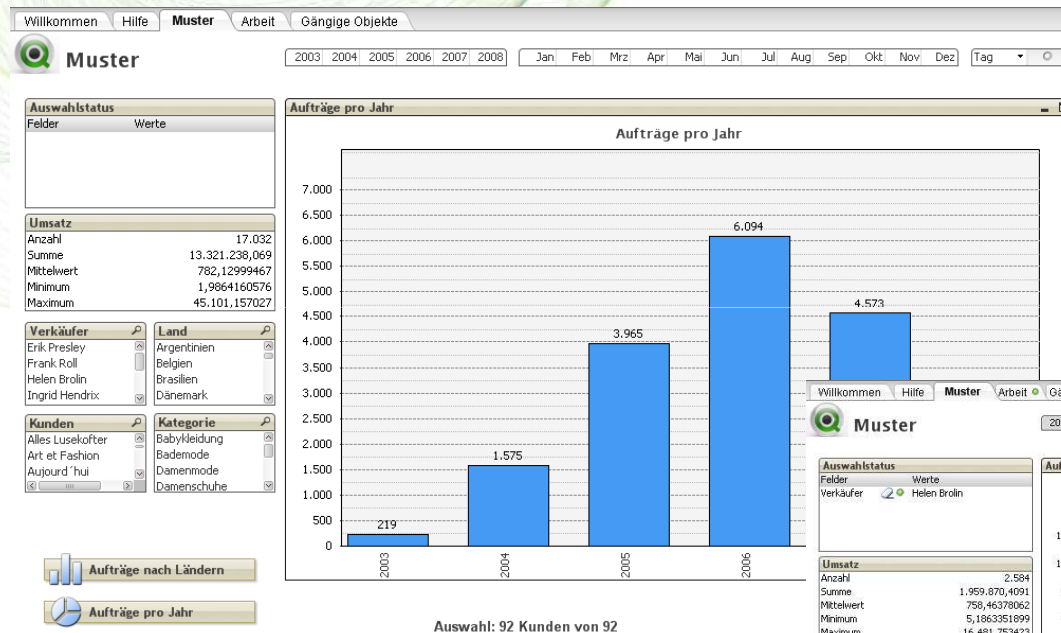 Willkommen Hilfe Muster Arbeit Gängige Objekte
Muster
2003 2004 2005 2006 2007 2008 Jan Feb Mrz Apr Mai Jun Jul Aug Sep Okt Nov Dez Tag
Auswahlstatus
Felder Werte
Umsatz
Anzahl 17.032
Summe 13.321.238,069
Mittelwert 782,12999467
Minimum 1,9864160576
Maximum 45.101,157027
Verkäufer
Erik Presley
Frank Roll
Helen Brolin
Ingrid Hendrix
Land
Argentinien
Belgien
Brasilien
Dänemark
Kunden
Alles Lusekofter
Art et Fashion
Aujourd´hui
Kategorie
Babykleidung
Bademode
Damenmode
Damenschuhe
Aufträge nach Ländern
Aufträge pro Jahr
Aufträge pro Jahr
Aufträge pro Jahr
7.000
6.500
6.000
5.500
5.000
4.500
4.000
3.500
3.000
2.500
2.000
1.500
1.000
500
0
219
1.575
3.965
6.094
4.573
2003
2004
2005
2006
Auswahl: 92 Kunden von 92
Willkommen Hilfe Muster Arbeit
Muster
Auswahlstatus
Felder Werte
Verkäufer Helen Brolin
Umsatz
Anzahl 2.584
Summe 1.959.870,4091
Mittelwert 758,46378062
Minimum 5,1863351899
Maximum 16.481,753423